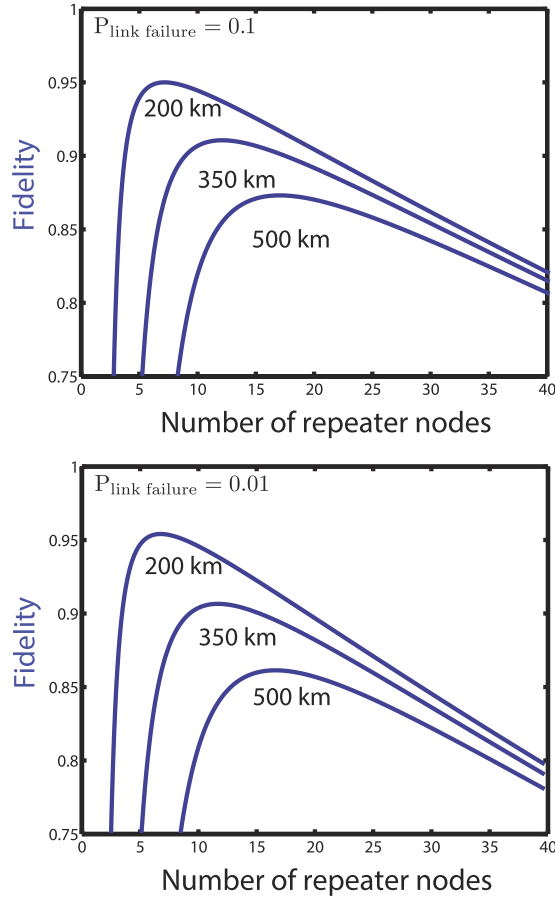 P link failure = 0.1
1
0.95
0.9
0.85
0.8
0.75
Fidelity
200 km
350 km
500 km
0 5 10 15 20 25 30 35 40
Number of repeater nodes
P link failure = 0.01
1
0.95
0.9
0.85
0.8
0.75
Fidelity
200 km
350 km
500 km
0 5 10 15 20 25 30 35 40
Number of repeater nodes